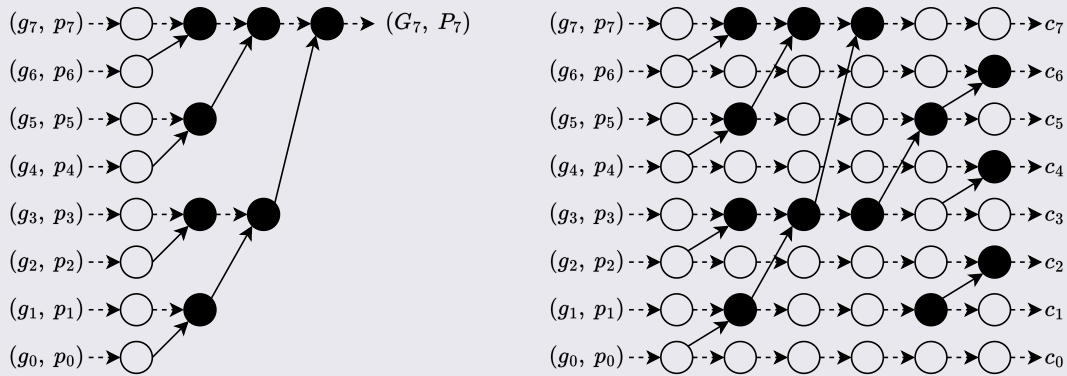 (g₇, p₇) (G₇, P₇) (g₇, p₇) c₇
(g₆, p₆) (g₆, p₆) c₆
(g₅, p₅) (g₅, p₅) c₅
(g₄, p₄) (g₄, p₄) c₄
(g₃, p₃) (g₃, p₃) c₃
(g₂, p₂) (g₂, p₂) c₂
(g₁, p₁) (g₁, p₁) c₁
(g₀, p₀) (g₀, p₀) c₀